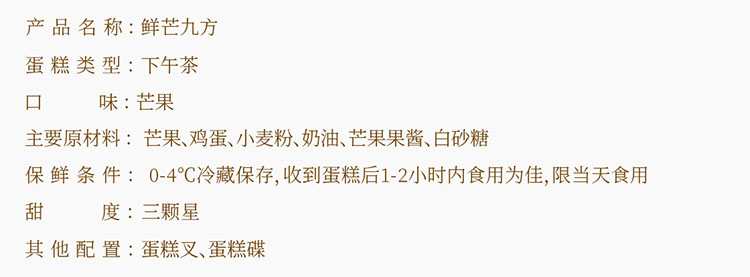 产品名称：鲜芒九方
蛋糕类型：下午茶
口味：芒果
主要原材料：芒果、鸡蛋、小麦粉、奶油、芒果果酱、白砂糖
保鲜条件：0-4℃冷藏保存,收到蛋糕后1-2小时内食用为佳,限当天食用
甜度：三颗星
其他配置：蛋糕叉、蛋糕碟